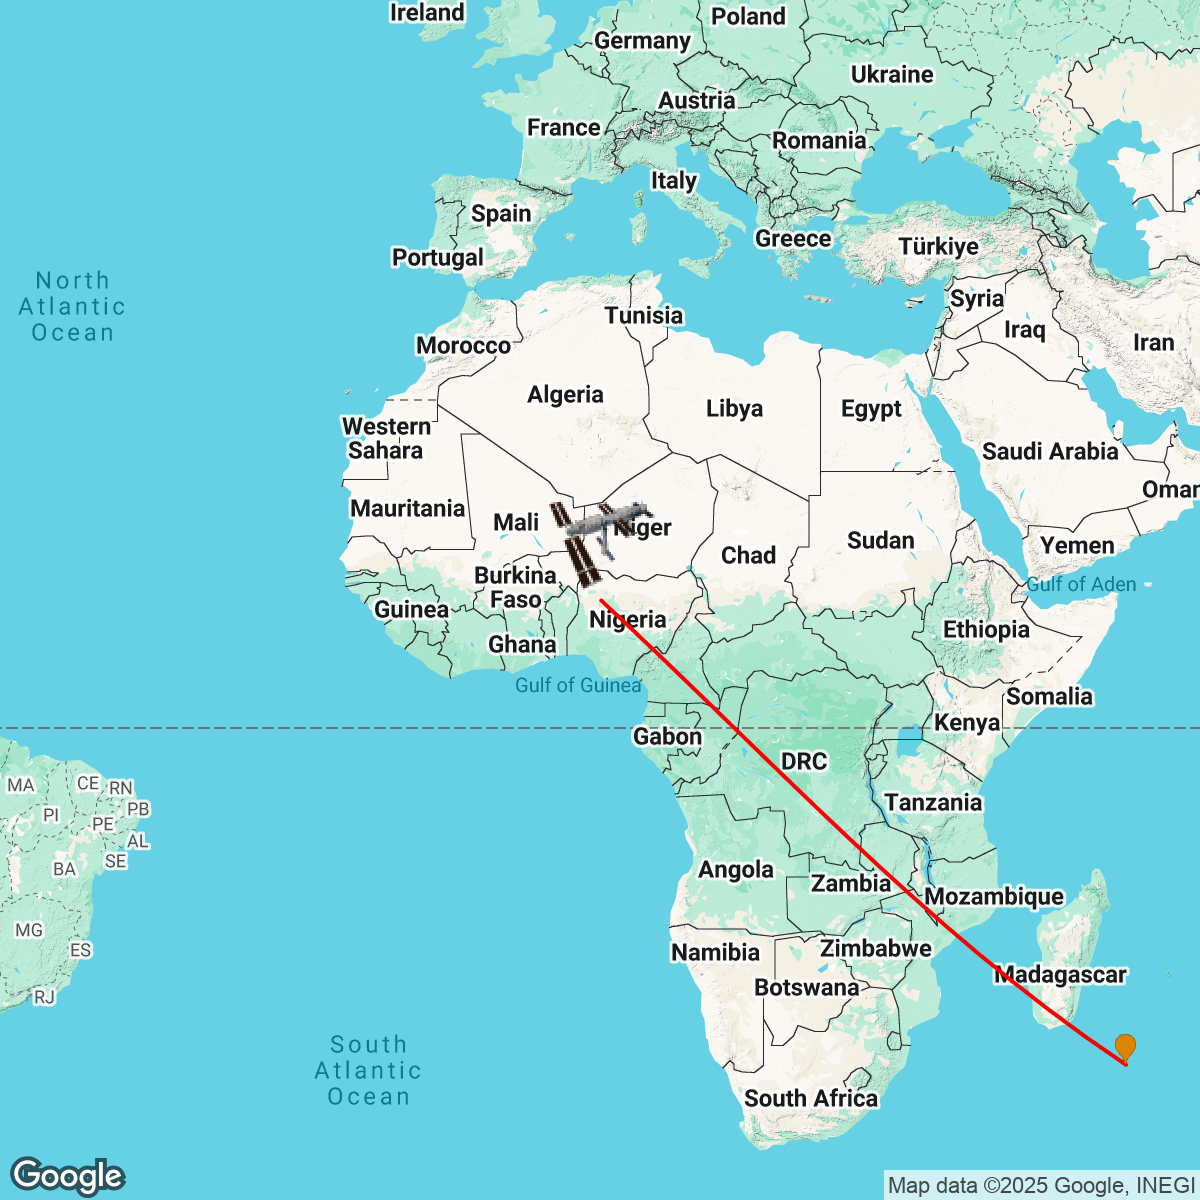 Ireland
Poland
Germany
Ukraine
Austria
France
Romania
Italy
Spain
Greece
Türkiye
Portugal
North
Atlantic
Ocean
Syria
Tunisia
Iraq
Iran
Morocco
Algeria
Libya
Egypt
Western
Sahara
Saudi Arabia
Oman
Mauritania
Mali
Niger
Sudan
Yemen
Chad
Burkina
Faso
Gulf of Aden
Guinea
Nigeria
Ethiopia
Ghana
Gulf of Guinea
Somalia
Kenya
Gabon
DRC
MA
CE
RN
PI
PB
PE
AL
SE
BA
Tanzania
Angola
Zambia
Mozambique
MG
ES
RJ
Namibia
Zimbabwe
Botswana
Madagascar
South
Atlantic
Ocean
South Africa
Google
Map data ©2025 Google, INEGI